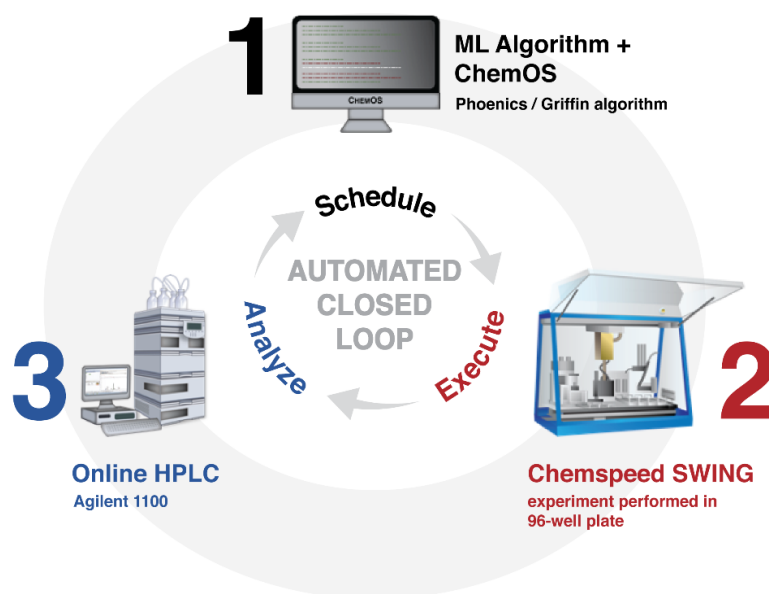 1
ML Algorithm +
ChemOS
Phoenics / Griffin algorithm
CHEMOS
Schedule
AUTOMATED
CLOSED
LOOP
Analyze
Execute
3
2
Online HPLC
Agilent 1100
Chemspeed SWING
experiment performed in
96-well plate